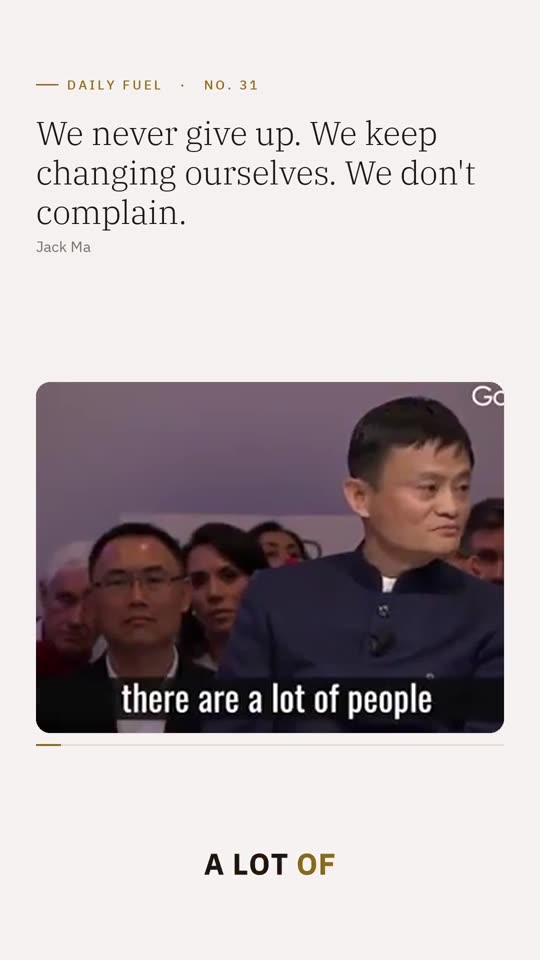 DAILY FUEL · NO. 31
We never give up. We keep
changing ourselves. We don't
complain.
Jack Ma
there are a lot of people
A LOT OF